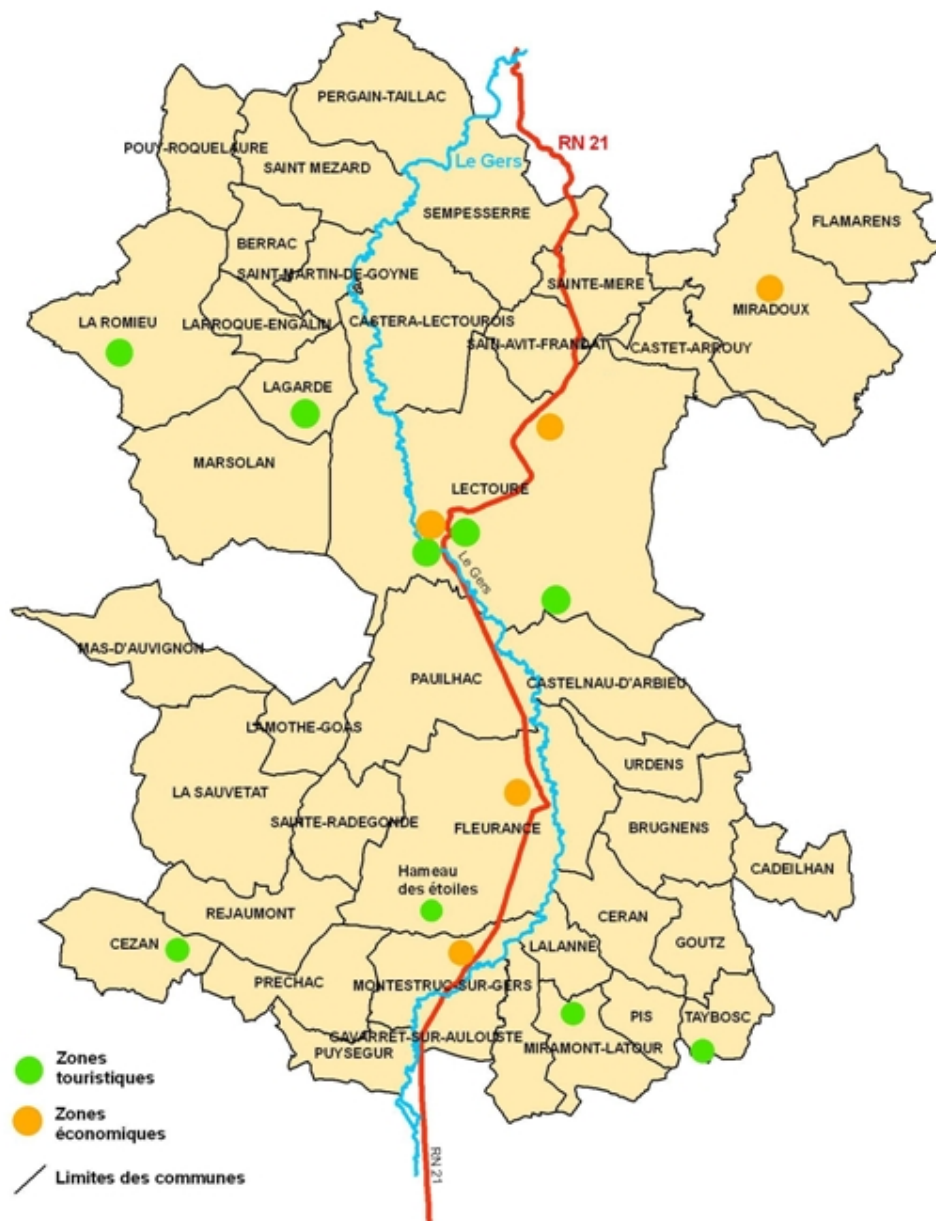 PERGAIN-TAILLAC
POUY-ROQUELAURE
RN 21
SAINT MEZARD
Le Gers
SEMPESSERRE
FLAMARENS
BERRAC
SAINT-MARTIN-DE-GOYNE
SAINTE-MERE
MIRADOUX
LA ROMIEU
LARROQUE-ENGALIN
CASTERA-LECTOUROIS
SAIN-AVIT-FRANDAT
CASTET-ARROUY
LAGARDE
MARSOLAN
LECTOURE
Le Gers
MAS-D'AUVIGNON
PAUILHAC
CASTELNAU-D'ARBIEU
LAMOTHE-GOAS
URDENS
LA SAUVETAT
SAINTE-RADEGONDE
FLEURANCE
BRUGNENS
CADEILHAN
Hameau
des étoiles
REJAUMONT
CERAN
CEZAN
LALANNE
GOUTZ
PRECHAC
MONTESTRUC-SUR-GERS
PIS
TAYBOSC
GAVARRET-SUR-AULOUSTE
PUYSEGUR
MIRAMONT-LATOUR
Zones
touristiques
Zones
économiques
Limites des communes
RN 21